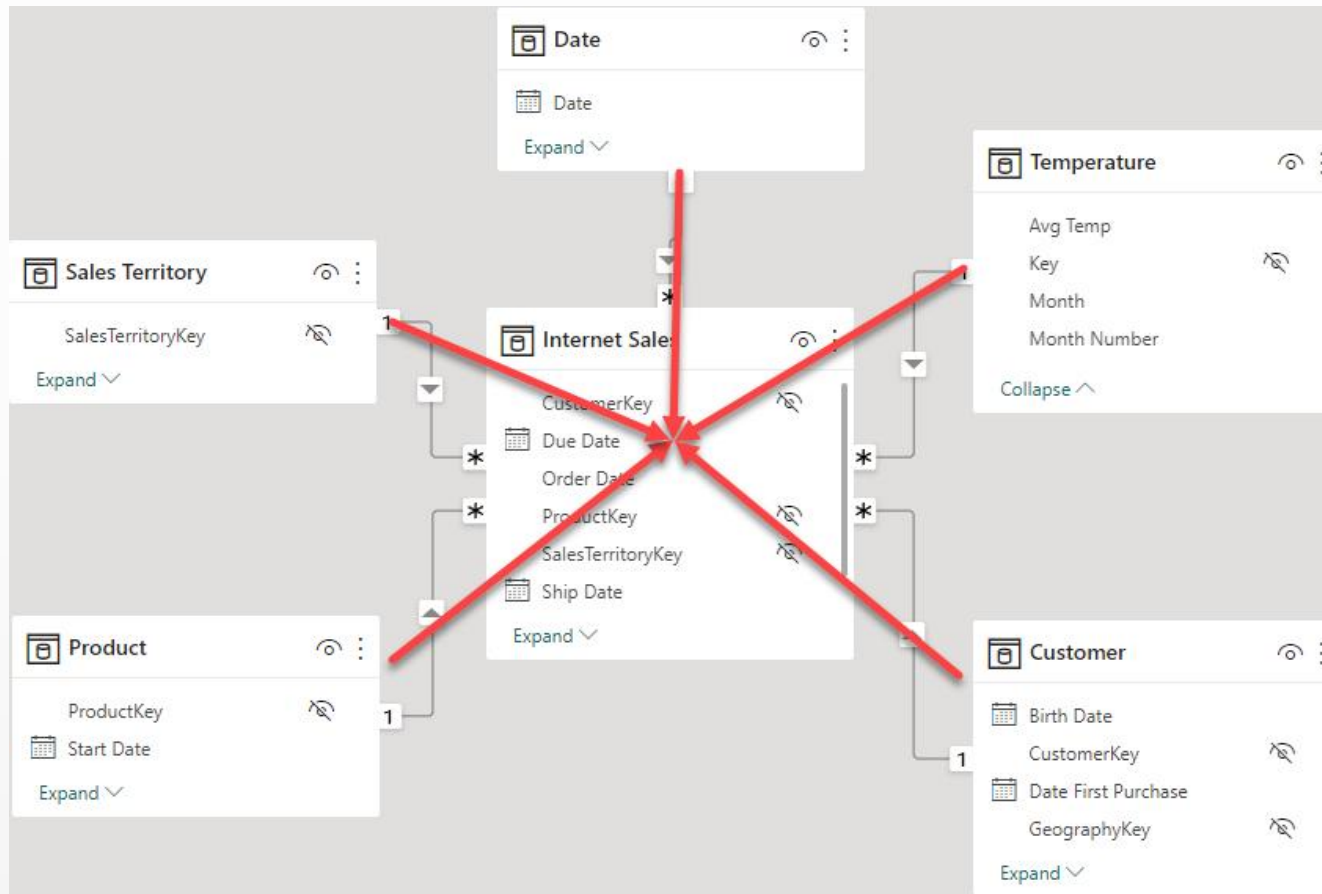 Date
Date
Expand
Temperature
Avg Temp
Key
Month
Month Number
Collapse
1
Sales Territory
SalesTerritoryKey
Expand
1
*
Internet Sales
CustomerKey
Due Date
Order Date
ProductKey
SalesTerritoryKey
Ship Date
Expand
*
*
*
*
Product
ProductKey
Start Date
Expand
1
Customer
Birth Date
CustomerKey
Date First Purchase
GeographyKey
Expand
1